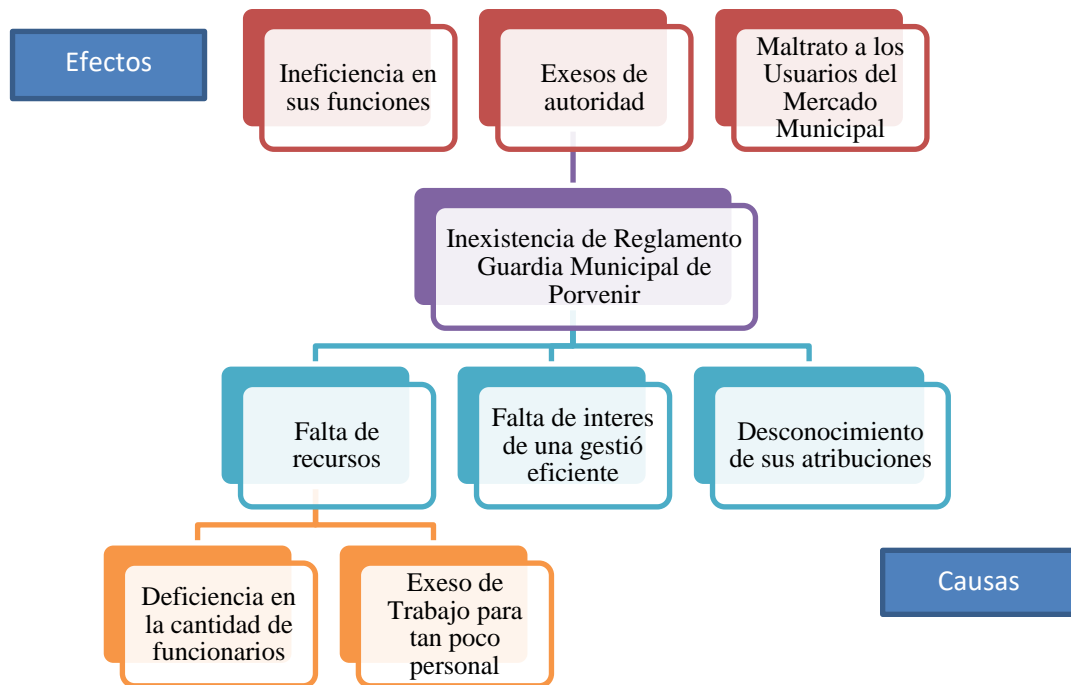 Efectos
Ineficiencia en
sus funciones
Exesos de
autoridad
Maltrato a los
Usuarios del
Mercado
Municipal
Inexistencia de Reglamento
Guardia Municipal de
Porvenir
Falta de
recursos
Falta de interes
de una gestió
eficiente
Desconocimiento
de sus atribuciones
Deficiencia en
la cantidad de
funcionarios
Exeso de
Trabajo para
tan poco
personal
Causas